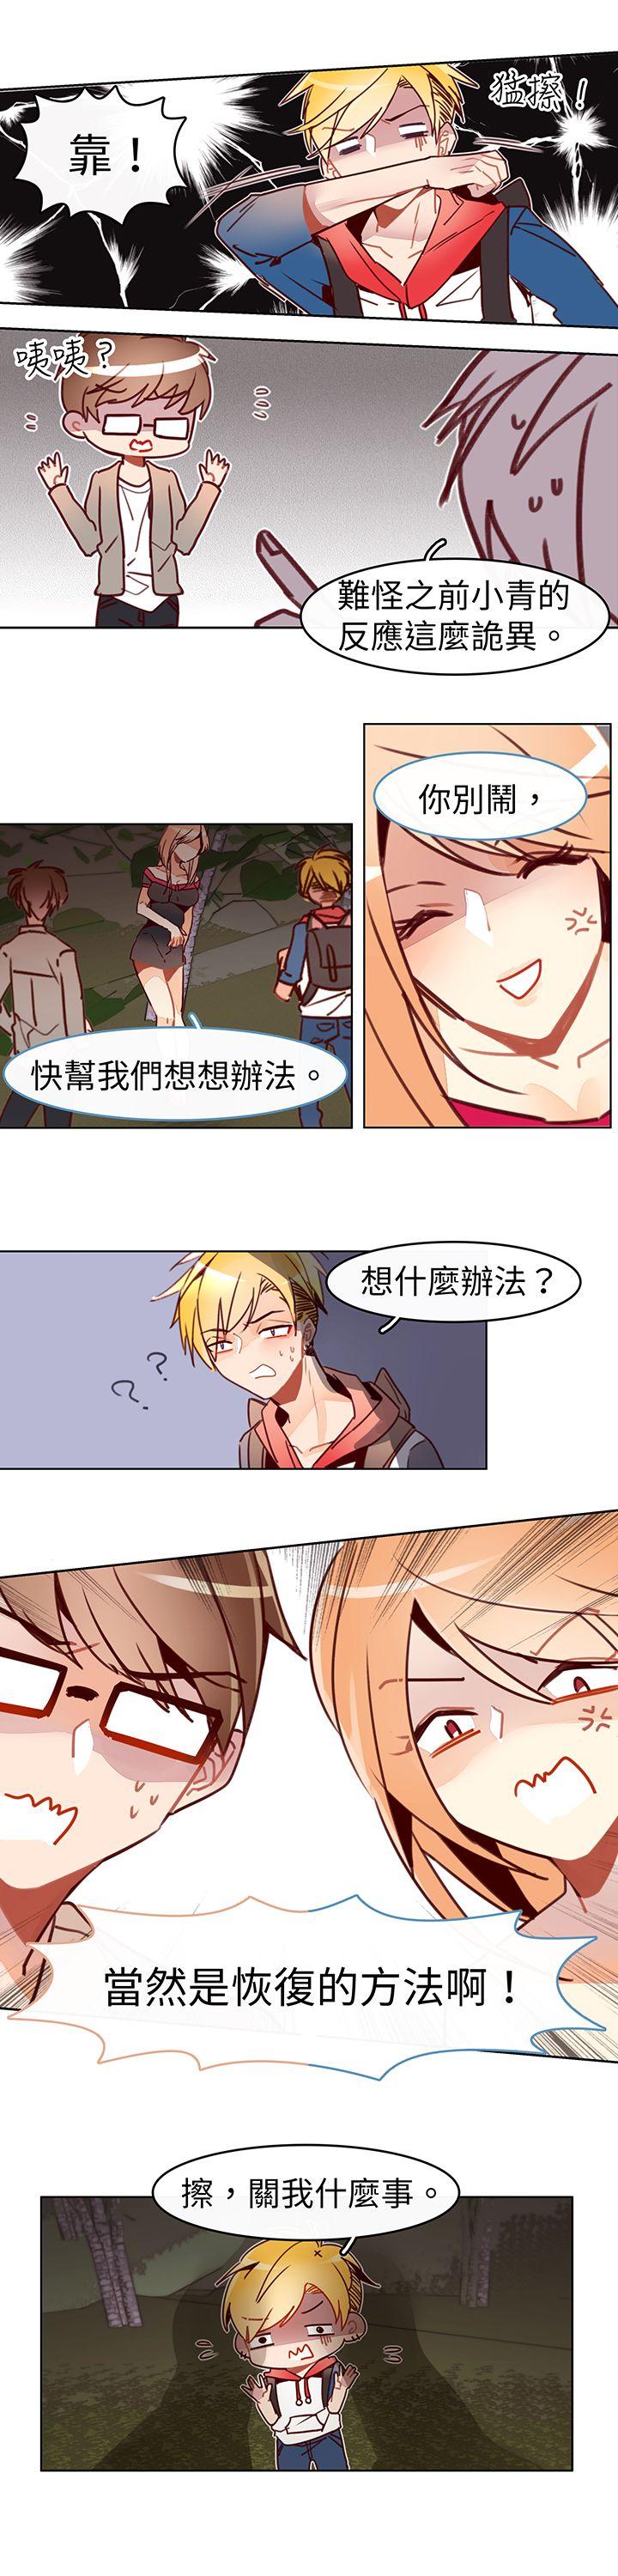 靠！
猛擦！
咦咦？
難怪之前小青的
反應這麼詭異。
你別鬧，
快幫我們想想辦法。
想什麼辦法？
？？
當然是恢復的方法啊！
擦，關我什麼事。